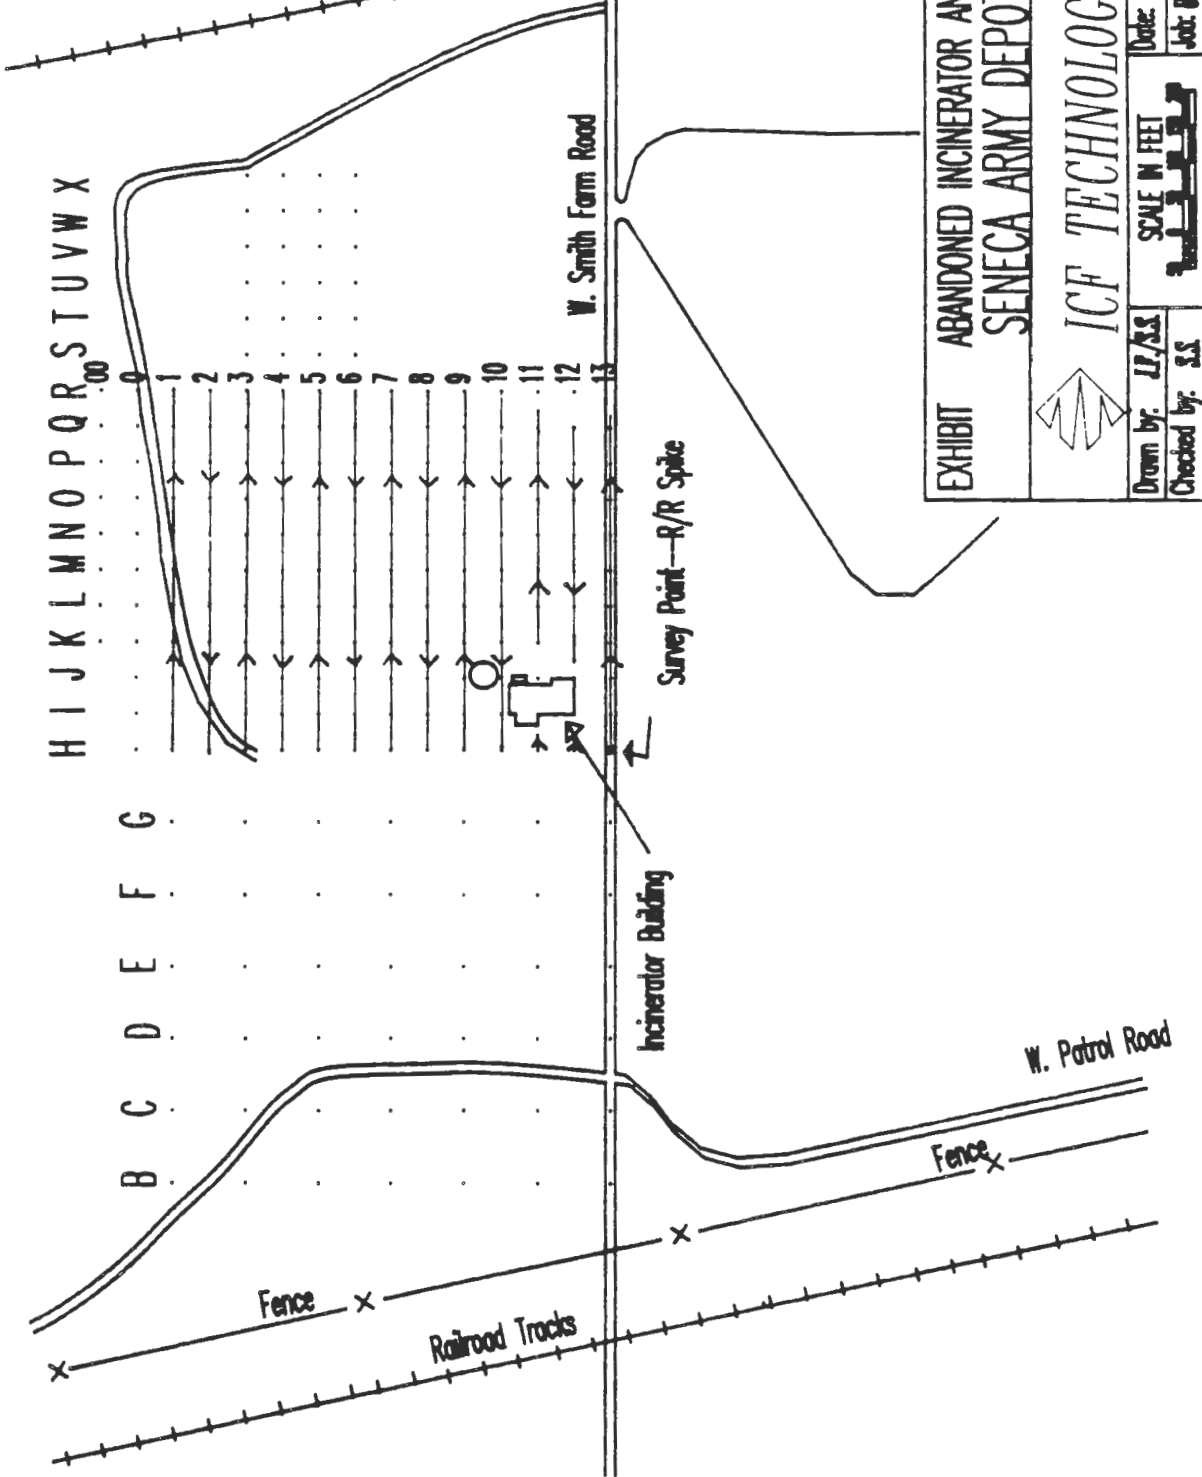 B C D E F G
H I J K L M N O P Q R S T U V W X
00
0
1
2
3
4
5
6
7
8
9
10
11
12
13
W. Smith Farm Road
Survey Point—R/R Spike
Incinerator Building
W. Patrol Road
Fence
Fence
Railroad Tracks
EXHIBIT ABANDONED INCINERATOR AN
SENECA ARMY DEPO
ICF TECHNOLOG
Drawn by: J.P./S.S.
Checked by: S.S.
SCALE IN FEET
Date:
Job: